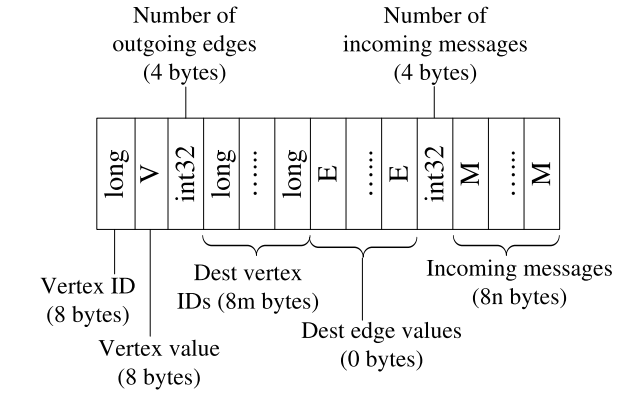 Number of
outgoing edges
(4 bytes)
Number of
incoming messages
(4 bytes)
long
V
int32
long
......
long
E
......
E
int32
M
......
M
Vertex ID
(8 bytes)
Vertex value
(8 bytes)
Dest vertex
IDs (8m bytes)
Dest edge values
(0 bytes)
Incoming messages
(8n bytes)